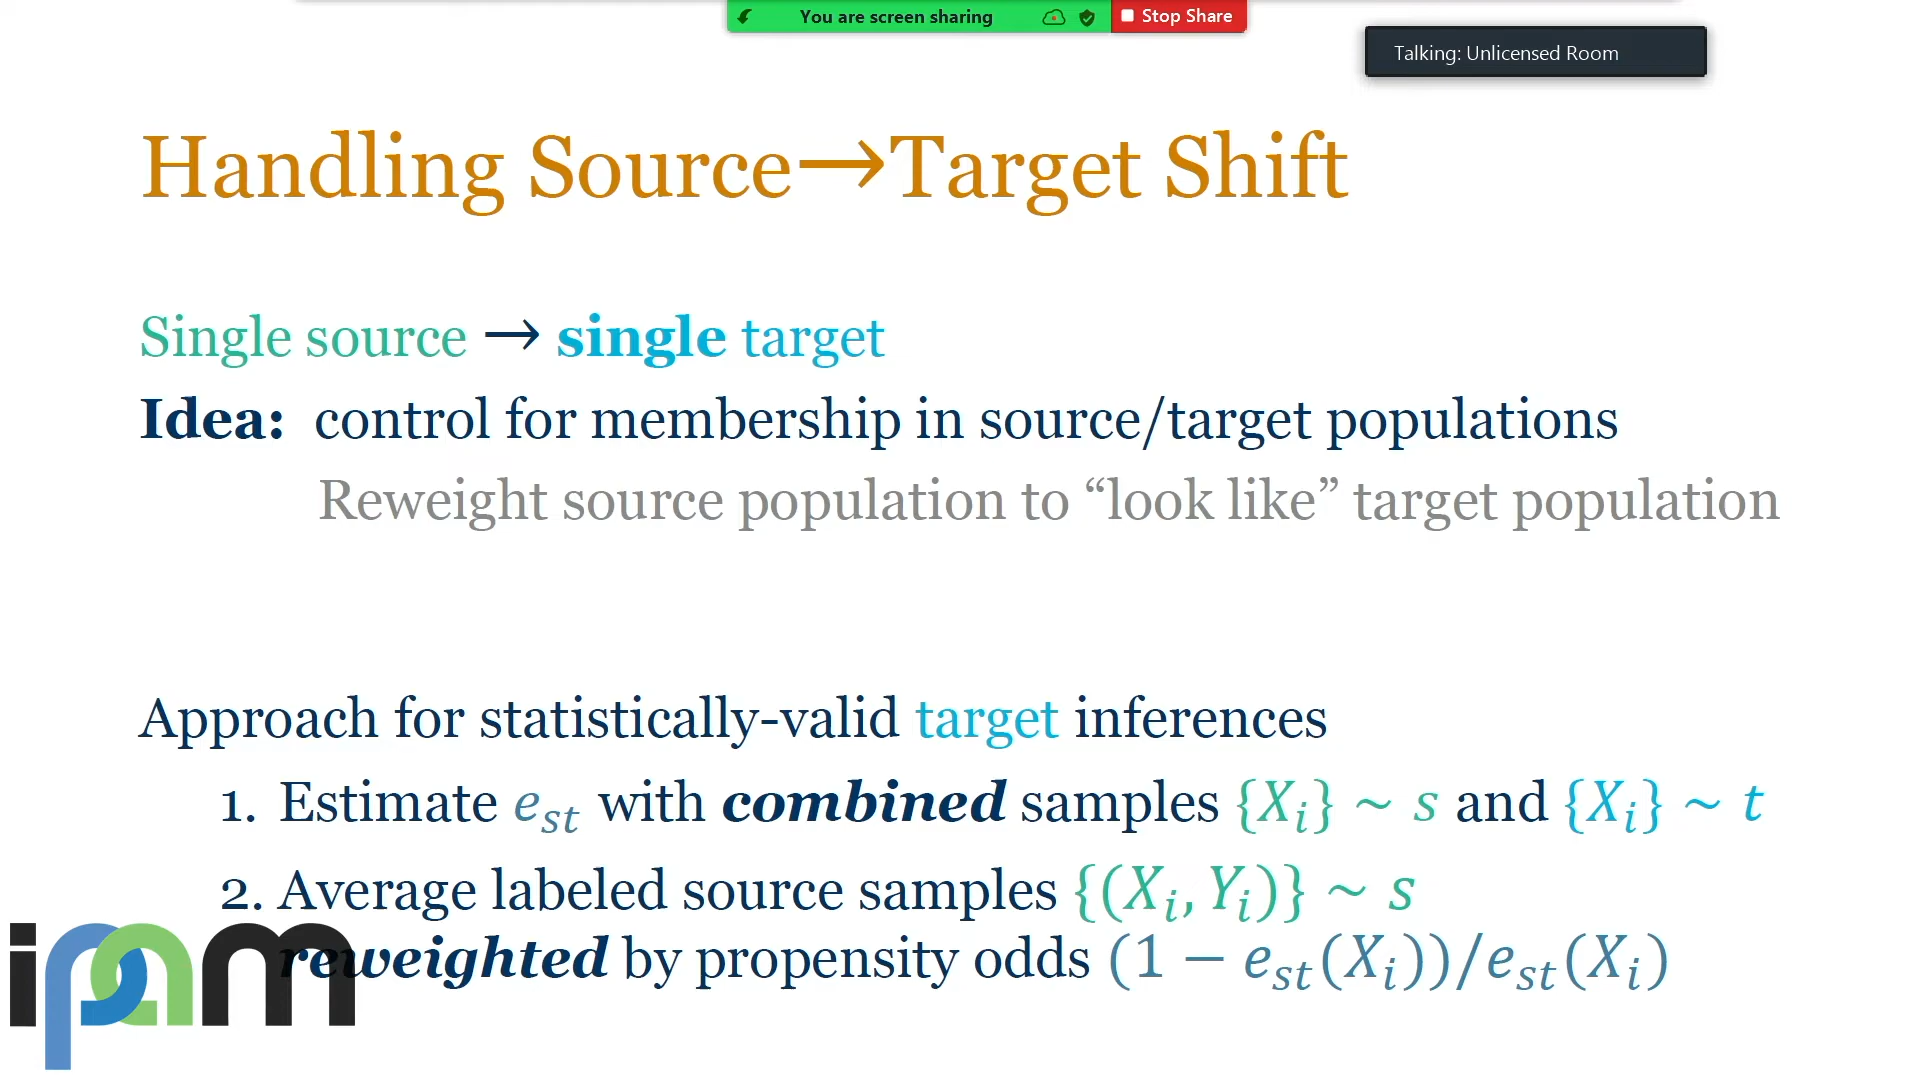 You are screen sharing
Stop Share
Talking: Unlicensed Room
Handling Source→Target Shift
Single source → single target
Idea: control for membership in source/target populations
Reweight source population to “look like” target population
Approach for statistically-valid target inferences
1. Estimate e_st with combined samples {X_i} ~ s and {X_i} ~ t
2. Average labeled source samples {(X_i, Y_i)} ~ s
reweighted by propensity odds (1 − e_st(X_i))/e_st(X_i)
ipam